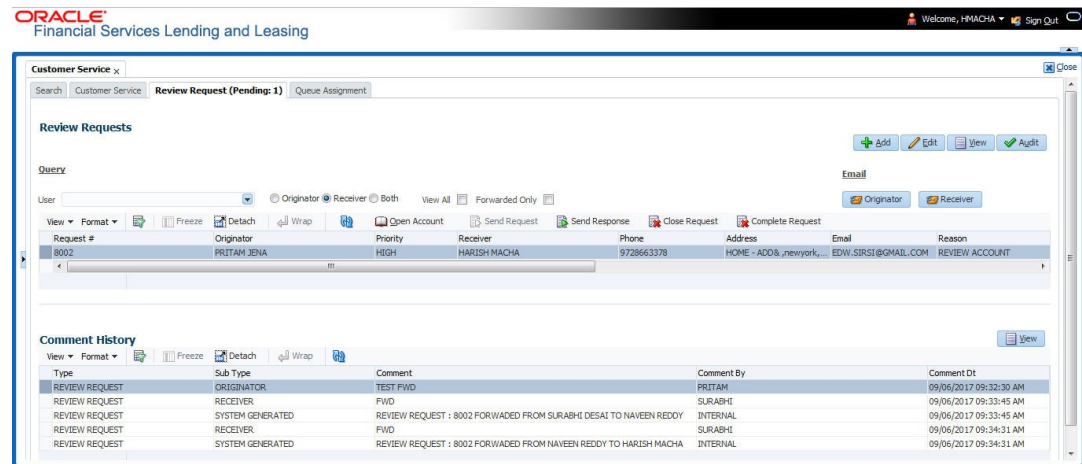 ORACLE®
Financial Services Lending and Leasing
Welcome, HMACHA Sign Out
Customer Service x
Close
Search Customer Service Review Request (Pending: 1) Queue Assignment
Review Requests
Add Edit View Audit
Query
Email
User Originator Receiver Both View All Forwarded Only
Originator Receiver
View Format Freeze Detach Wrap Open Account Send Request Send Response Close Request Complete Request
Request # Originator Priority Receiver Phone Address Email Reason
8002 PRITAM JENA HIGH HARISH MACHA 9728663378 HOME - ADD& ,newyork,... EDW.SIRSI@GMAIL.COM REVIEW ACCOUNT
Comment History
View
View Format Freeze Detach Wrap
Type Sub Type Comment Comment By Comment Dt
REVIEW REQUEST ORIGINATOR TEST FWD PRITAM 09/06/2017 09:32:30 AM
REVIEW REQUEST RECEIVER FWD SURABHI 09/06/2017 09:33:45 AM
REVIEW REQUEST SYSTEM GENERATED REVIEW REQUEST : 8002 FORWADED FROM SURABHI DESAI TO NAVEEN REDDY INTERNAL 09/06/2017 09:33:45 AM
REVIEW REQUEST RECEIVER FWD SURABHI 09/06/2017 09:34:31 AM
REVIEW REQUEST SYSTEM GENERATED REVIEW REQUEST : 8002 FORWADED FROM NAVEEN REDDY TO HARISH MACHA INTERNAL 09/06/2017 09:34:31 AM